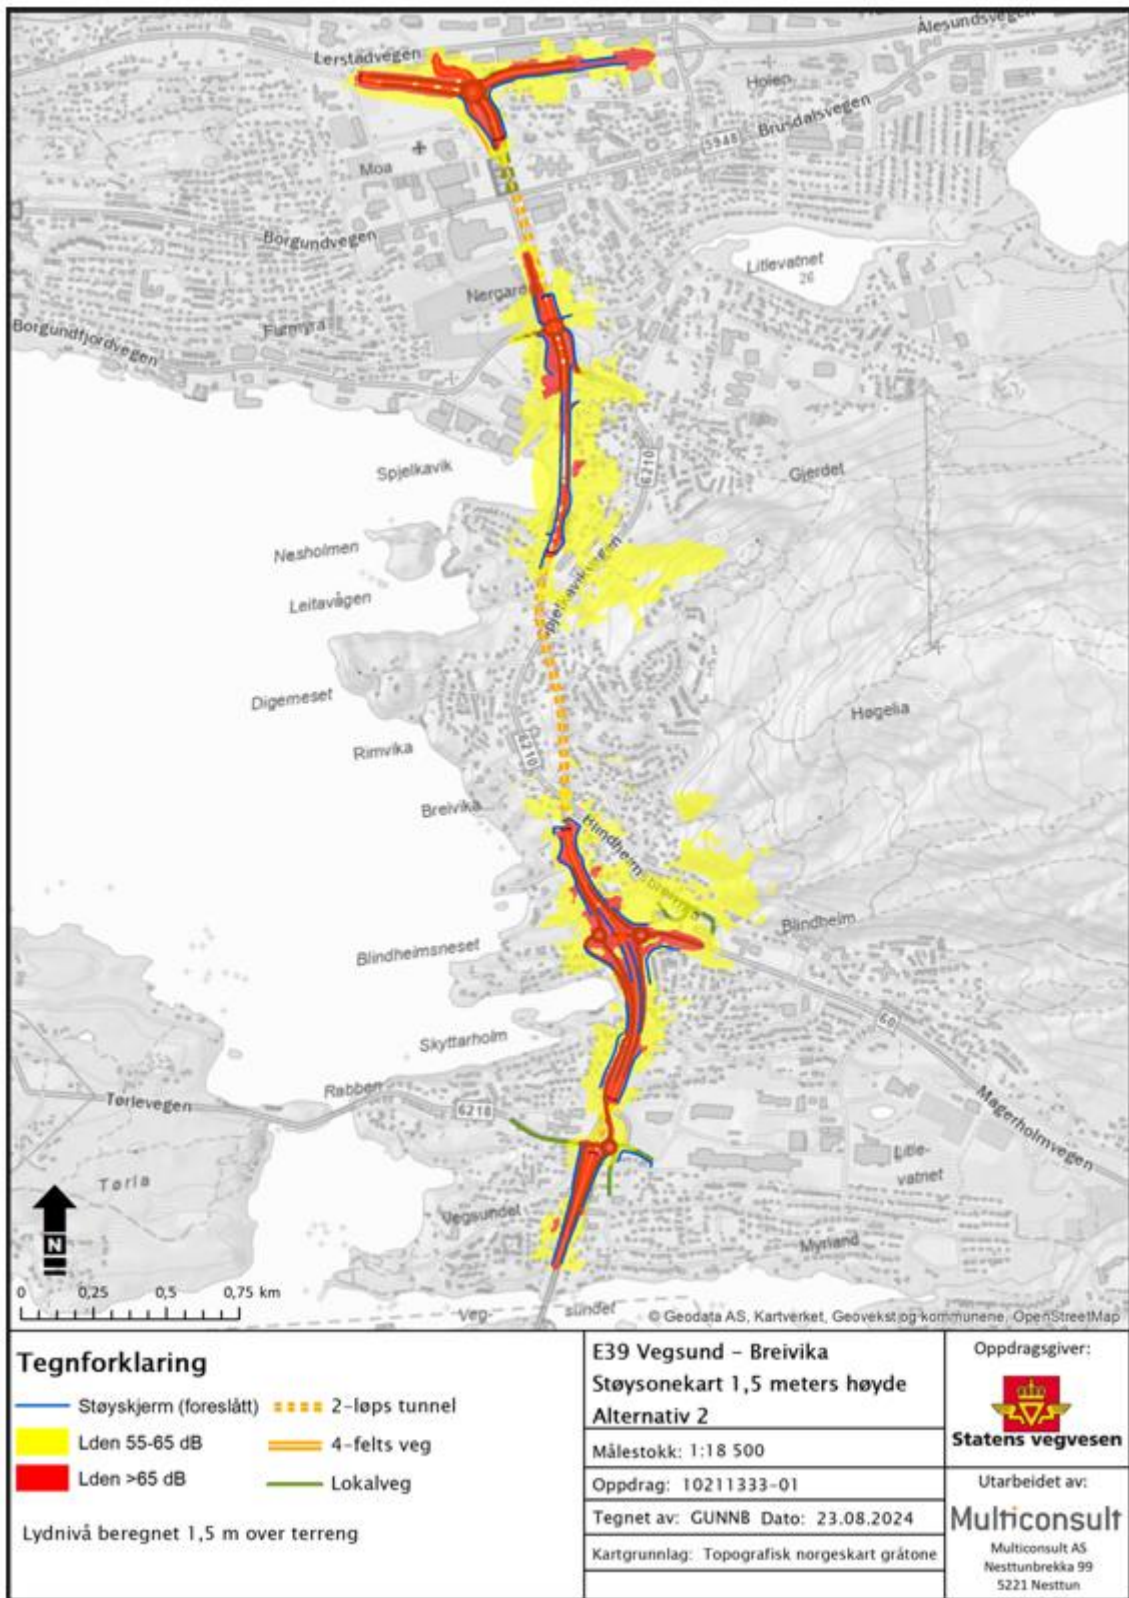 Ålesundsvegen
Lerstadvegen
Holen
Brusdalsvegen
5948
Moa
Borgundvegen
Litlevatnet
26
Furmyra
Borgundfjordvegen
Spjelkavik
6210
Gjerdet
Nesholmen
Leitavågen
Digerneset
Høgelia
6210
Rimvika
Breivika
Blindheim
Blindheimsneset
60
Skyttarholm
Rabben
Tørlevegen
6218
Magerholmvegen
Litle-
vatnet
Tørla
Vegsundet
Myrland
N
0 0,25 0,5 0,75 km
Veg- sundet
© Geodata AS, Kartverket, Geovekst og kommunene, OpenStreetMap
Tegnforklaring
Støyskjerm (foreslått)
2-løps tunnel
Lden 55-65 dB
4-felts veg
Lden >65 dB
Lokalveg
Lydnivå beregnet 1,5 m over terreng
E39 Vegsund - Breivika
Støysonekart 1,5 meters høyde
Alternativ 2
Målestokk: 1:18 500
Oppdrag: 10211333-01
Tegnet av: GUNNB Dato: 23.08.2024
Kartgrunnlag: Topografisk norgeskart gråtone
Oppdragsgiver:
Statens vegvesen
Utarbeidet av:
Multiconsult
Multiconsult AS
Nesttunbrekka 99
5221 Nesttun